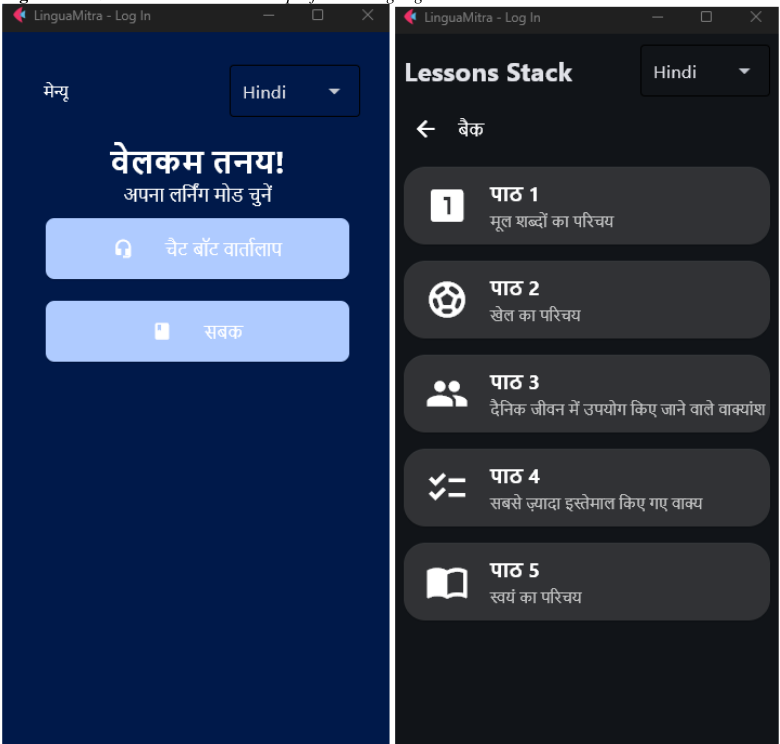 LinguaMitra - Log In
मेन्यू
Hindi
वेलकम तनय!
अपना लर्निंग मोड चुनें
चैट बॉट वार्तालाप
सबक
LinguaMitra - Log In
Lessons Stack
Hindi
बैक
1
पाठ 1
मूल शब्दों का परिचय
पाठ 2
खेल का परिचय
पाठ 3
दैनिक जीवन में उपयोग किए जाने वाले वाक्यांश
पाठ 4
सबसे ज़्यादा इस्तेमाल किए गए वाक्य
पाठ 5
स्वयं का परिचय